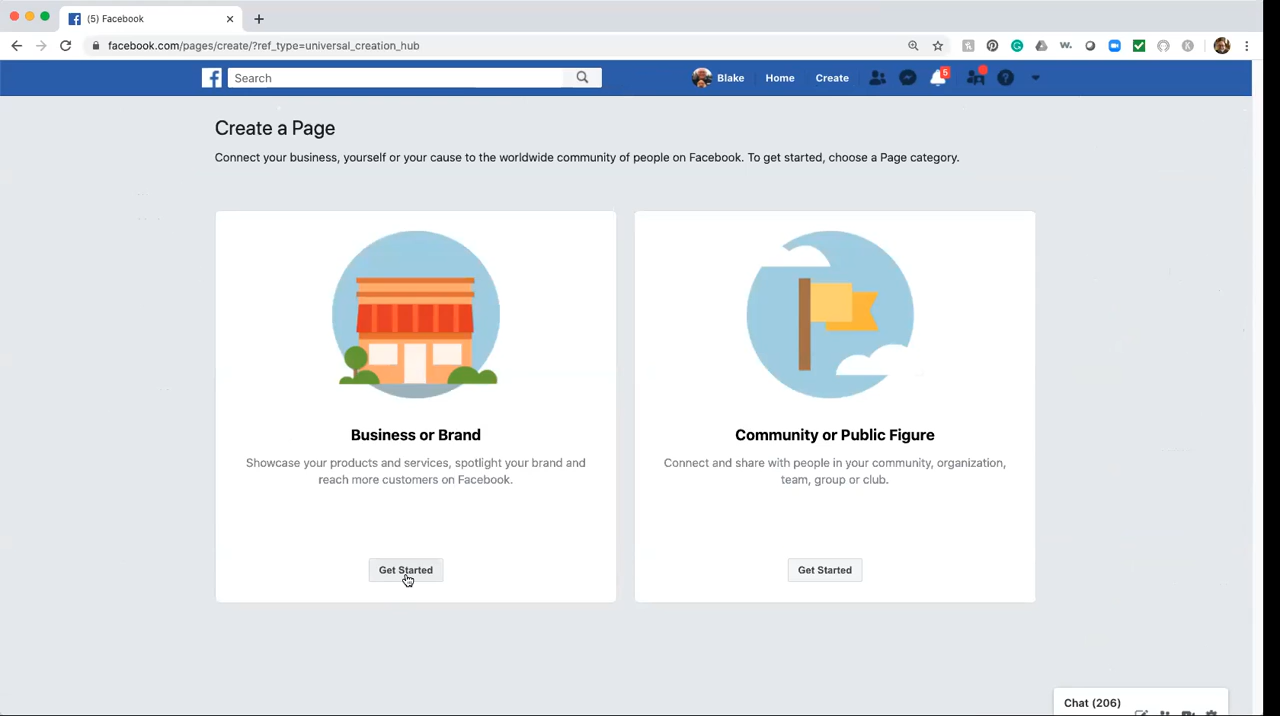 (5) Facebook
facebook.com/pages/create/?ref_type=universal_creation_hub
w.
f Search
Blake Home Create 5
Create a Page
Connect your business, yourself or your cause to the worldwide community of people on Facebook. To get started, choose a Page category.
Business or Brand
Showcase your products and services, spotlight your brand and
reach more customers on Facebook.
Get Started
Community or Public Figure
Connect and share with people in your community, organization,
team, group or club.
Get Started
Chat (206)